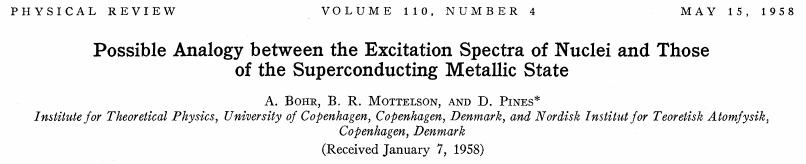 PHYSICAL REVIEW VOLUME 110, NUMBER 4 MAY 15, 1958
Possible Analogy between the Excitation Spectra of Nuclei and Those
of the Superconducting Metallic State
A. BOHR, B. R. MOTTELSON, AND D. PINES*
Institute for Theoretical Physics, University of Copenhagen, Copenhagen, Denmark, and Nordisk Institut for Teoretisk Atomfysik,
Copenhagen, Denmark
(Received January 7, 1958)